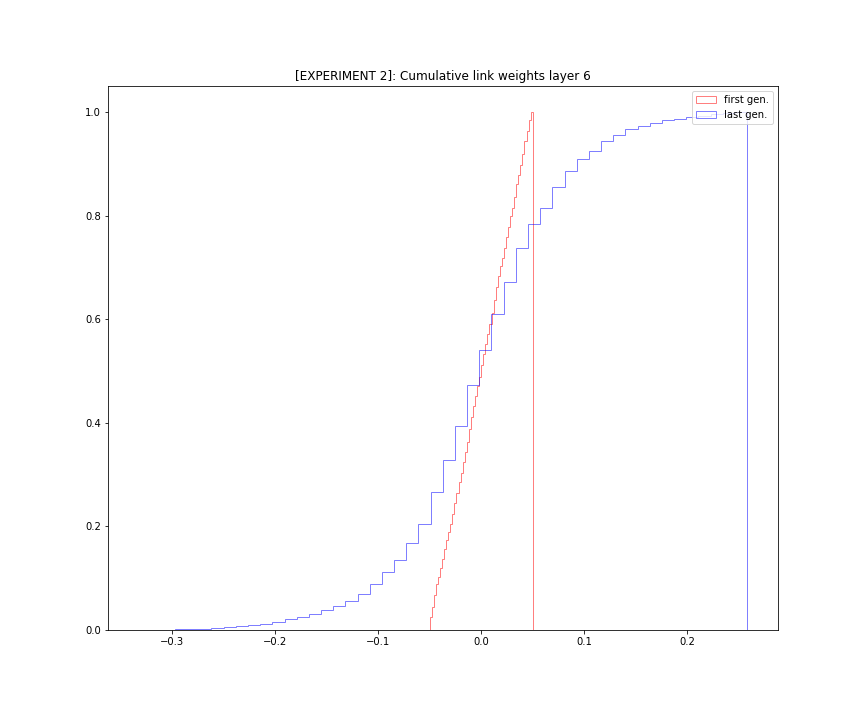 [EXPERIMENT 2]: Cumulative link weights layer 6
first gen.
last gen.
1.0
0.8
0.6
0.4
0.2
0.0
−0.3 −0.2 −0.1 0.0 0.1 0.2